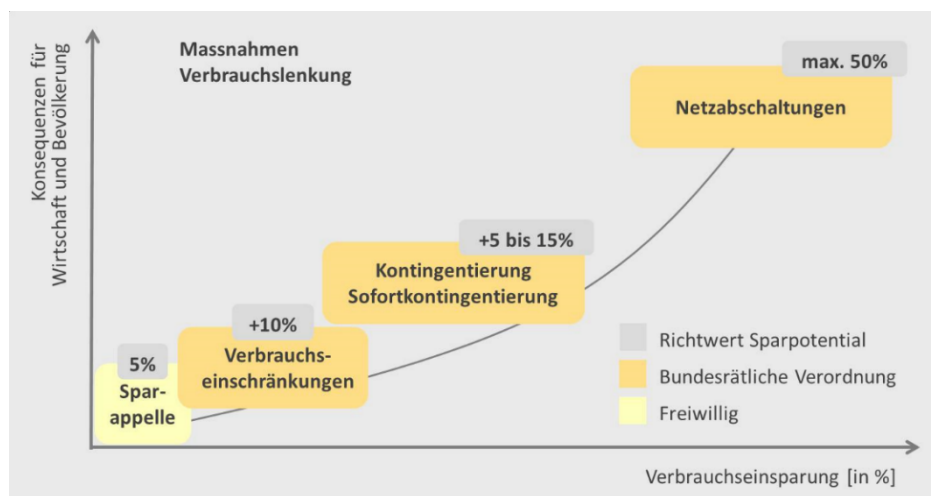 Massnahmen
Verbrauchslenkung
Konsequenzen für
Wirtschaft und Bevölkerung
max. 50%
Netzabschaltungen
+5 bis 15%
Kontingentierung
Sofortkontingentierung
+10%
Verbrauchs-
einschränkungen
5%
Spar-
appelle
Richtwert Sparpotential
Bundesrätliche Verordnung
Freiwillig
Verbrauchseinsparung [in %]